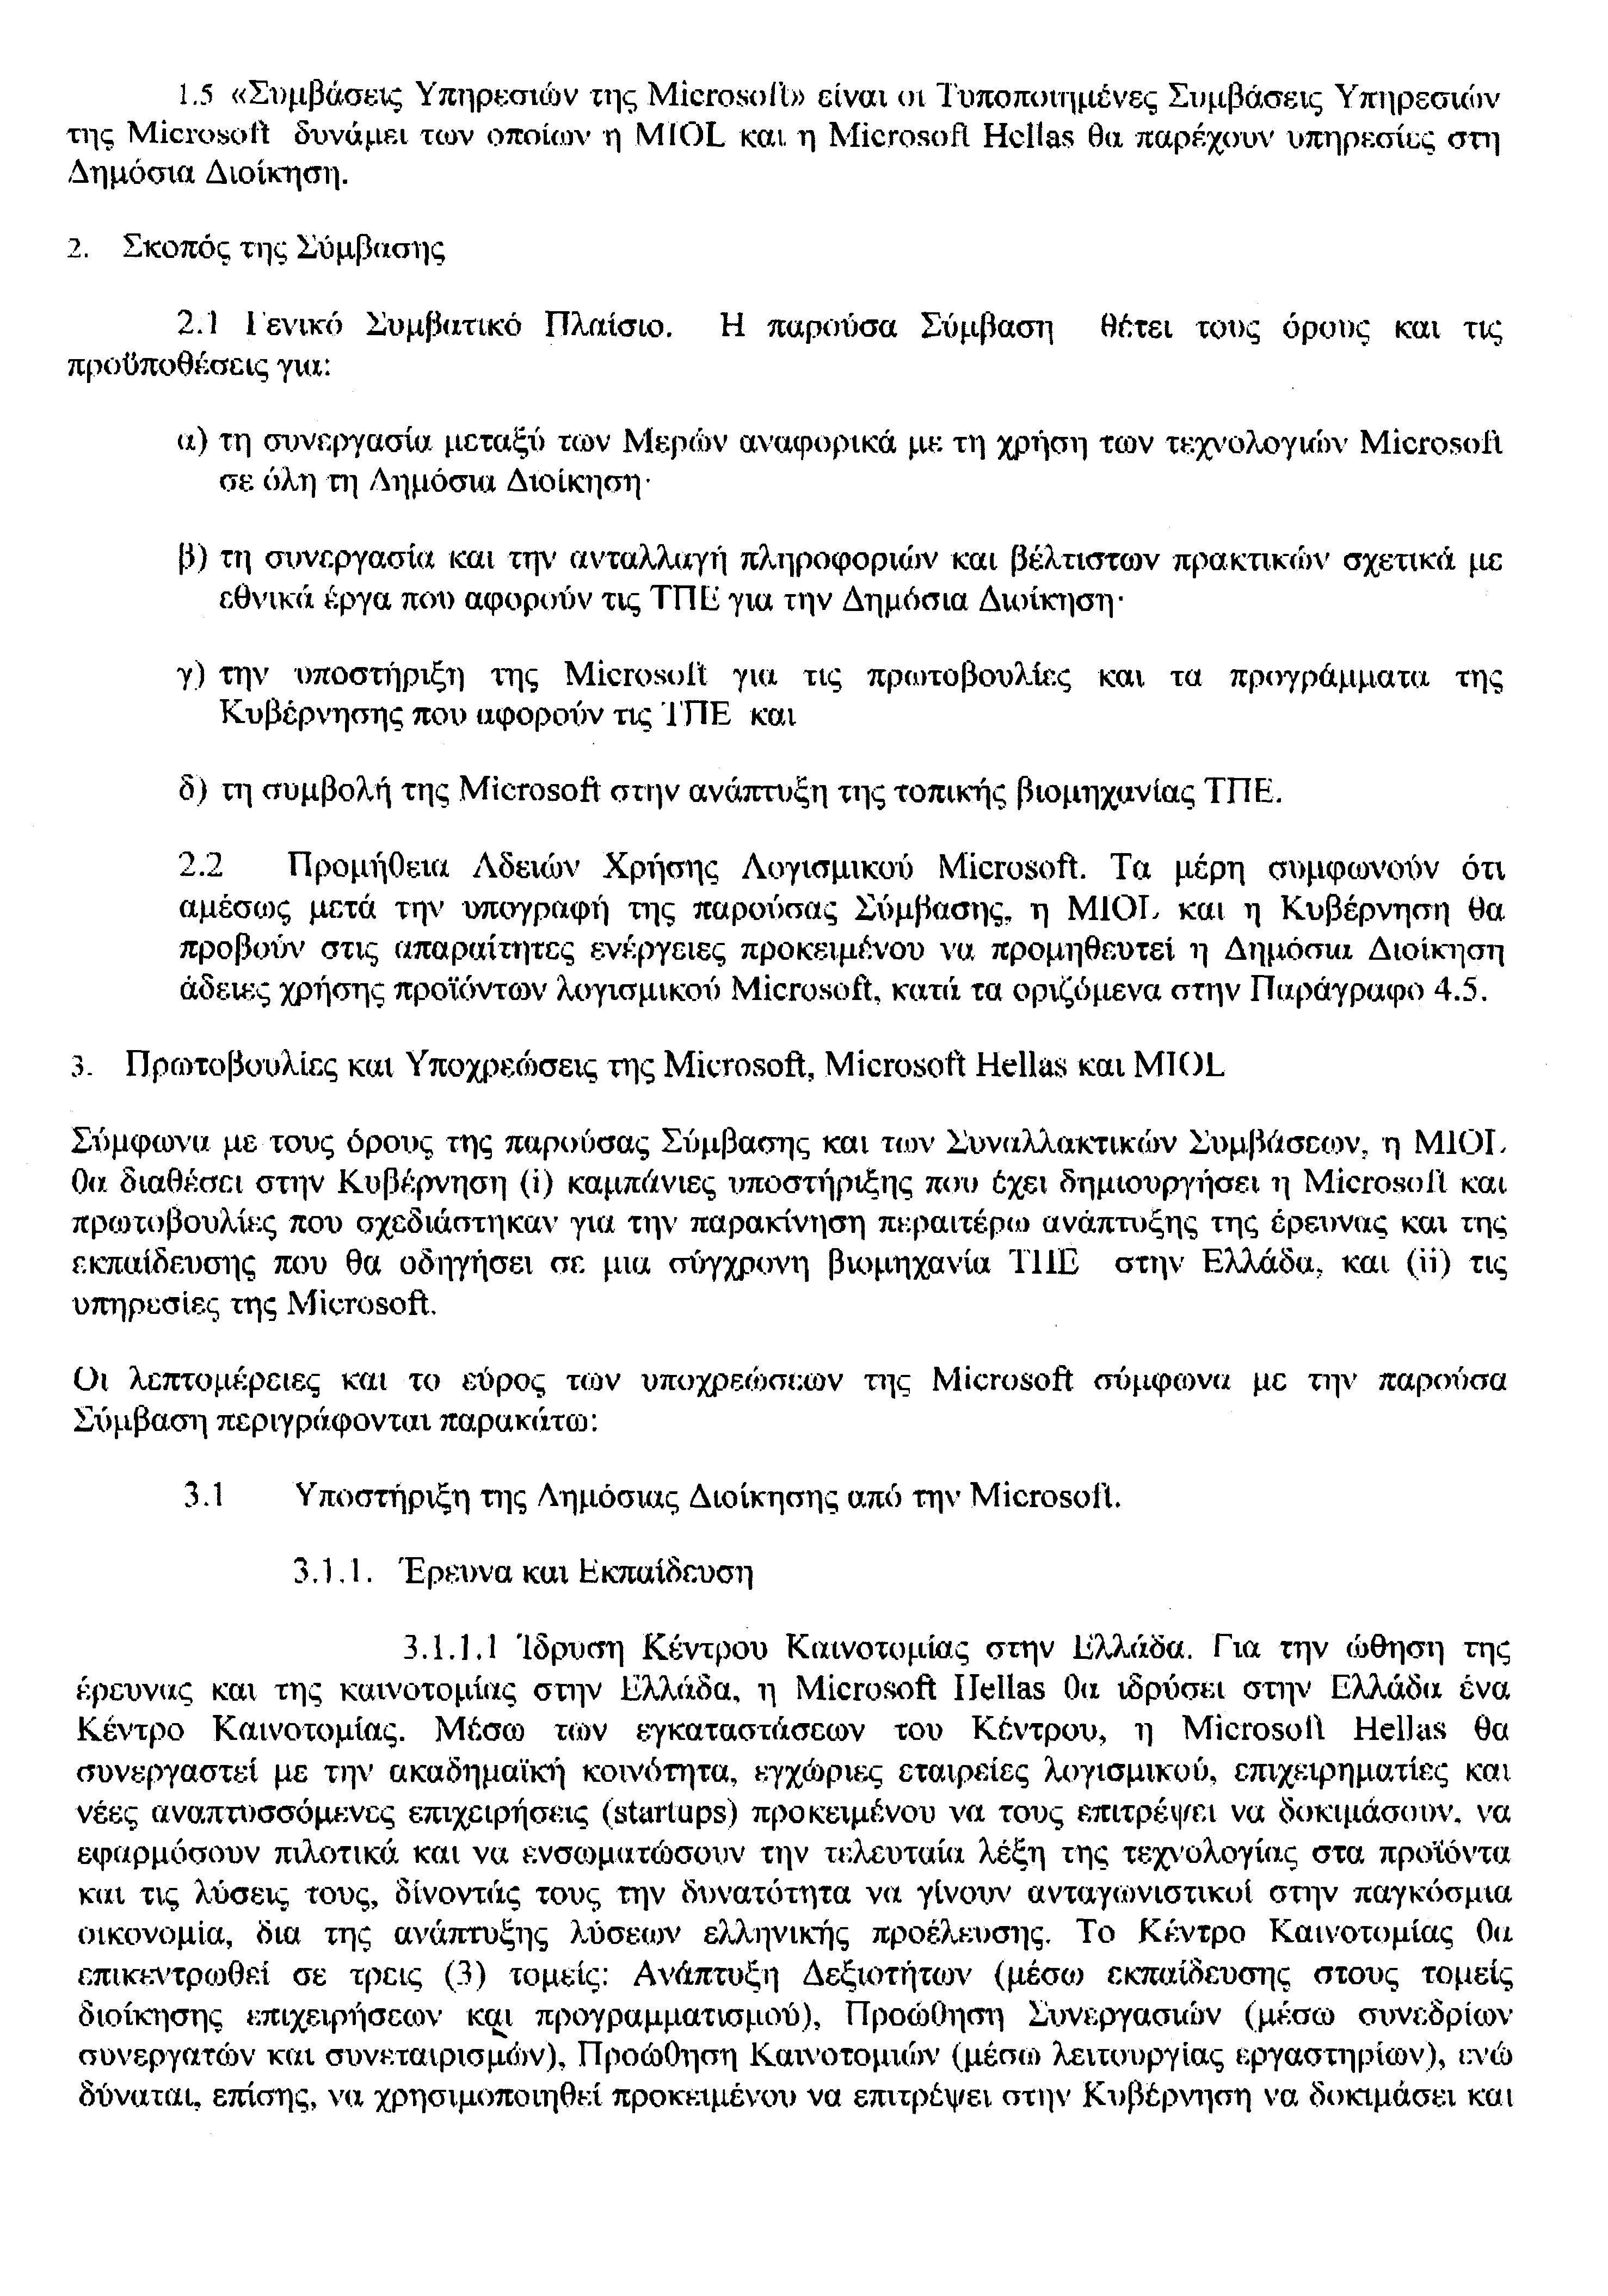 1.5 «Συμβάσεις Υπηρεσιών της Microsoft» είναι οι Τυποποιημένες Συμβάσεις Υπηρεσιών
της Microsoft δυνάμει των οποίων η MIOL και η Microsoft Hellas θα παρέχουν υπηρεσίες στη
Δημόσια Διοίκηση.
2. Σκοπός της Σύμβασης
2.1 Γενικό Συμβατικό Πλαίσιο. Η παρούσα Σύμβαση θέτει τους όρους και τις
προϋποθέσεις για:
α) τη συνεργασία μεταξύ των Μερών αναφορικά με τη χρήση των τεχνολογιών Microsoft
σε όλη τη Δημόσια Διοίκηση·
β) τη συνεργασία και την ανταλλαγή πληροφοριών και βέλτιστων πρακτικών σχετικά με
εθνικά έργα που αφορούν τις ΤΠΕ για την Δημόσια Διοίκηση·
γ) την υποστήριξη της Microsoft για τις πρωτοβουλίες και τα προγράμματα της
Κυβέρνησης που αφορούν τις ΤΠΕ και
δ) τη συμβολή της Microsoft στην ανάπτυξη της τοπικής βιομηχανίας ΤΠΕ.
2.2 Προμήθεια Αδειών Χρήσης Λογισμικού Microsoft. Τα μέρη συμφωνούν ότι
αμέσως μετά την υπογραφή της παρούσας Σύμβασης, η MIOL και η Κυβέρνηση θα
προβούν στις απαραίτητες ενέργειες προκειμένου να προμηθευτεί η Δημόσια Διοίκηση
άδειες χρήσης προϊόντων λογισμικού Microsoft, κατά τα οριζόμενα στην Παράγραφο 4.5.
3. Πρωτοβουλίες και Υποχρεώσεις της Microsoft, Microsoft Hellas και MIOL
Σύμφωνα με τους όρους της παρούσας Σύμβασης και των Συναλλακτικών Συμβάσεων, η MIOL
θα διαθέσει στην Κυβέρνηση (i) καμπάνιες υποστήριξης που έχει δημιουργήσει η Microsoft και
πρωτοβουλίες που σχεδιάστηκαν για την παρακίνηση περαιτέρω ανάπτυξης της έρευνας και της
εκπαίδευσης που θα οδηγήσει σε μια σύγχρονη βιομηχανία ΤΠΕ στην Ελλάδα, και (ii) τις
υπηρεσίες της Microsoft.
Οι λεπτομέρειες και το εύρος των υποχρεώσεων της Microsoft σύμφωνα με την παρούσα
Σύμβαση περιγράφονται παρακάτω:
3.1 Υποστήριξη της Δημόσιας Διοίκησης από την Microsoft.
3.1.1. Έρευνα και Εκπαίδευση
3.1.1.1 Ίδρυση Κέντρου Καινοτομίας στην Ελλάδα. Για την ώθηση της
έρευνας και της καινοτομίας στην Ελλάδα, η Microsoft Hellas θα ιδρύσει στην Ελλάδα ένα
Κέντρο Καινοτομίας. Μέσω των εγκαταστάσεων του Κέντρου, η Microsoft Hellas θα
συνεργαστεί με την ακαδημαϊκή κοινότητα, εγχώριες εταιρείες λογισμικού, επιχειρηματίες και
νέες αναπτυσσόμενες επιχειρήσεις (startups) προκειμένου να τους επιτρέψει να δοκιμάσουν, να
εφαρμόσουν πιλοτικά και να ενσωματώσουν την τελευταία λέξη της τεχνολογίας στα προϊόντα
και τις λύσεις τους, δίνοντάς τους την δυνατότητα να γίνουν ανταγωνιστικοί στην παγκόσμια
οικονομία, δια της ανάπτυξης λύσεων ελληνικής προέλευσης. Το Κέντρο Καινοτομίας θα
επικεντρωθεί σε τρεις (3) τομείς: Ανάπτυξη Δεξιοτήτων (μέσω εκπαίδευσης στους τομείς
διοίκησης επιχειρήσεων και προγραμματισμού), Προώθηση Συνεργασιών (μέσω συνεδρίων
συνεργατών και συνεταιρισμών), Προώθηση Καινοτομιών (μέσω λειτουργίας εργαστηρίων), ενώ
δύναται, επίσης, να χρησιμοποιηθεί προκειμένου να επιτρέψει στην Κυβέρνηση να δοκιμάσει και